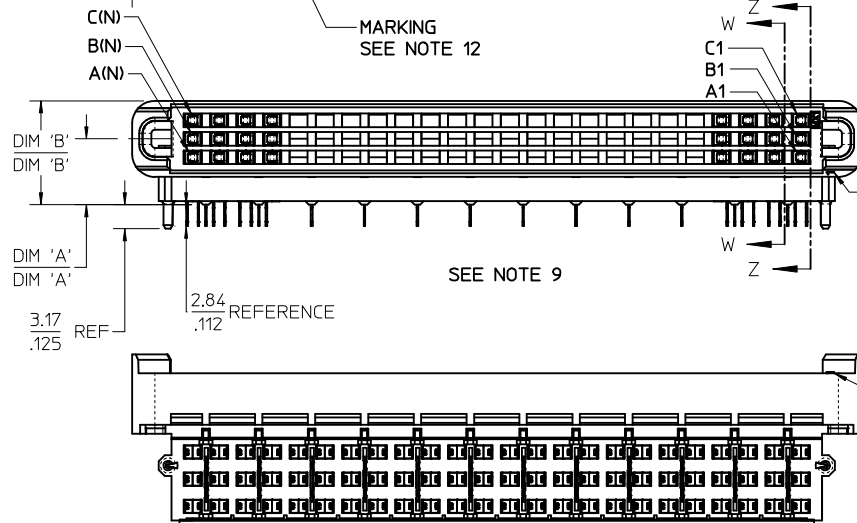 C(N)
B(N)
A(N)
MARKING
SEE NOTE 12
Z
W
C1
B1
A1
DIM 'B'
DIM 'B'
DIM 'A'
DIM 'A'
3.17
.125
REF
2.84
.112
REFERENCE
SEE NOTE 9
W
Z